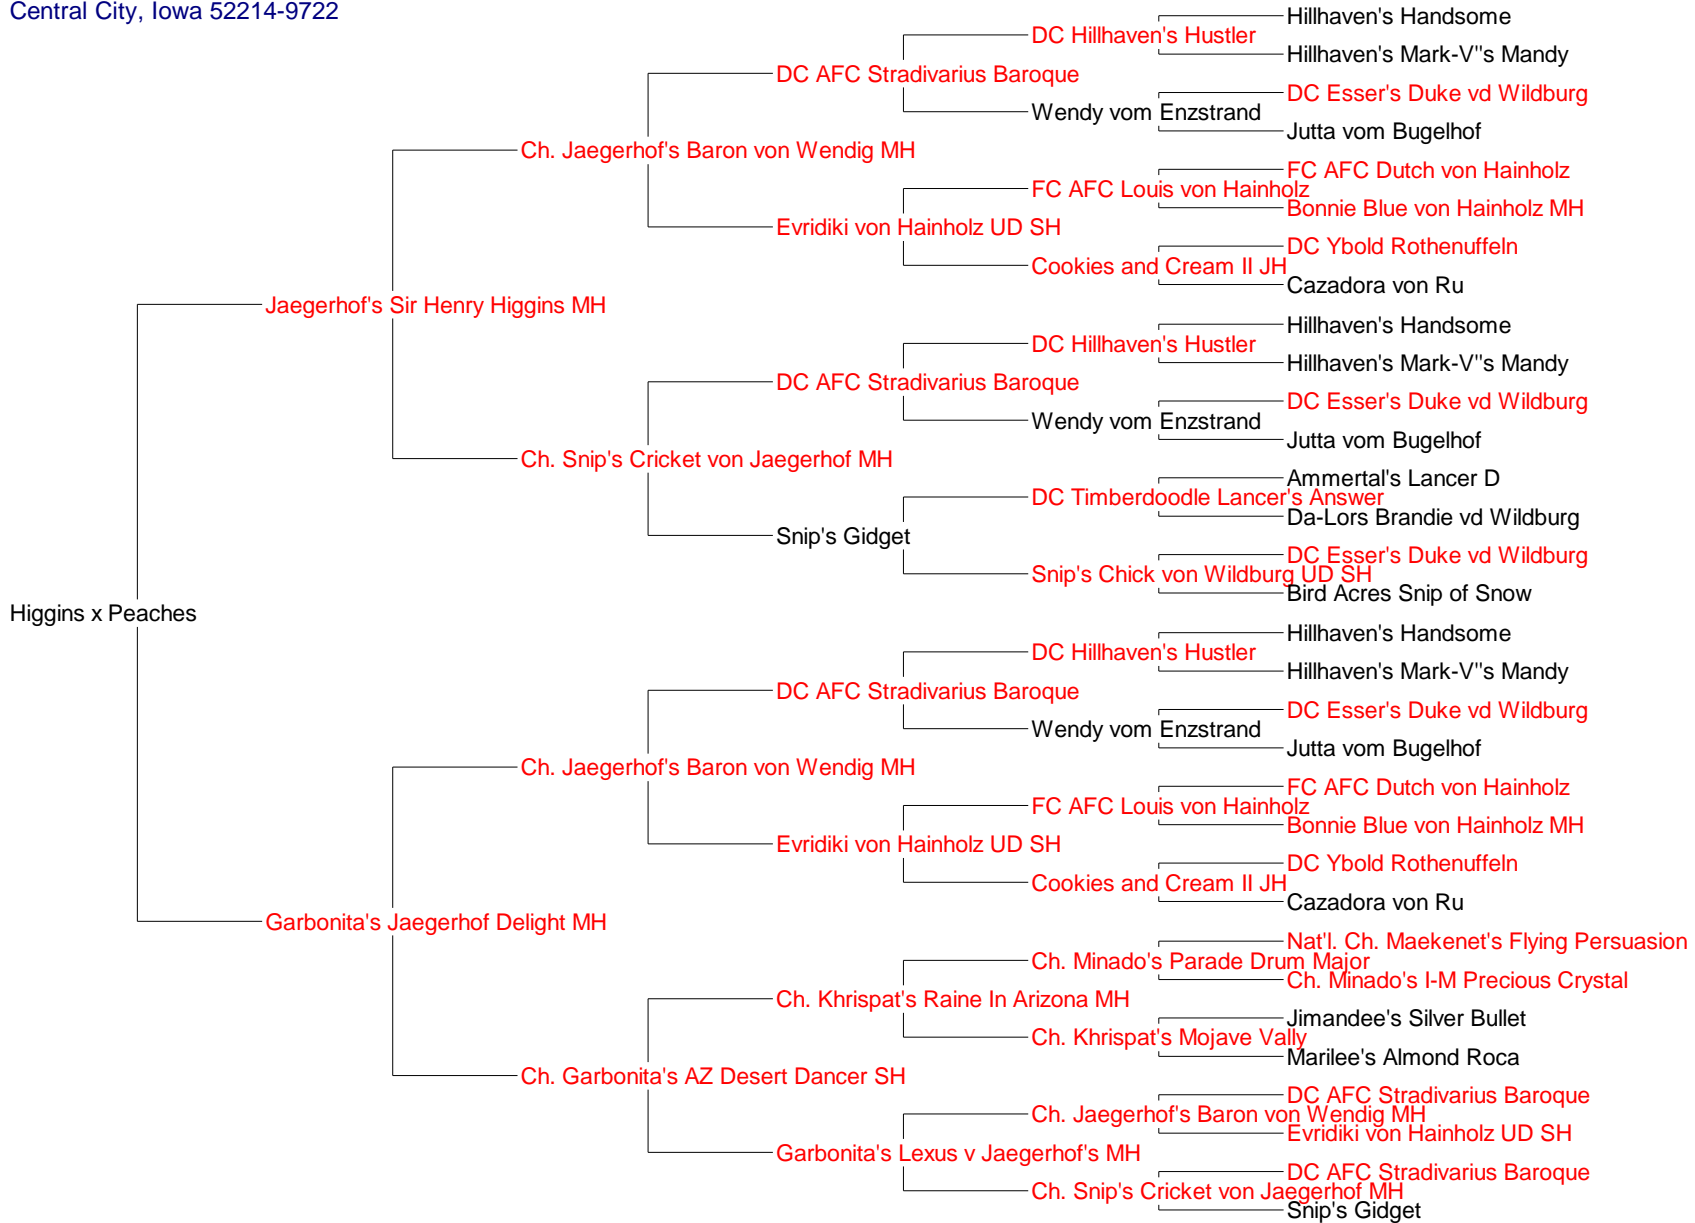 Central City, Iowa 52214-9722
Hillhaven's Handsome
DC Hillhaven's Hustler
Hillhaven's Mark-V"s Mandy
DC AFC Stradivarius Baroque
DC Esser's Duke vd Wildburg
Wendy vom Enzstrand
Jutta vom Bugelhof
Ch. Jaegerhof's Baron von Wendig MH
FC AFC Dutch von Hainholz
FC AFC Louis von Hainholz
Bonnie Blue von Hainholz MH
Evridiki von Hainholz UD SH
DC Ybold Rothenuffeln
Cookies and Cream II JH
Cazadora von Ru
Jaegerhof's Sir Henry Higgins MH
Hillhaven's Handsome
DC Hillhaven's Hustler
Hillhaven's Mark-V"s Mandy
DC AFC Stradivarius Baroque
DC Esser's Duke vd Wildburg
Wendy vom Enzstrand
Jutta vom Bugelhof
Ch. Snip's Cricket von Jaegerhof MH
Ammertal's Lancer D
DC Timberdoodle Lancer's Answer
Da-Lors Brandie vd Wildburg
Snip's Gidget
DC Esser's Duke vd Wildburg
Snip's Chick von Wildburg UD SH
Bird Acres Snip of Snow
Higgins x Peaches
Hillhaven's Handsome
DC Hillhaven's Hustler
Hillhaven's Mark-V"s Mandy
DC AFC Stradivarius Baroque
DC Esser's Duke vd Wildburg
Wendy vom Enzstrand
Jutta vom Bugelhof
Ch. Jaegerhof's Baron von Wendig MH
FC AFC Dutch von Hainholz
FC AFC Louis von Hainholz
Bonnie Blue von Hainholz MH
Evridiki von Hainholz UD SH
DC Ybold Rothenuffeln
Cookies and Cream II JH
Cazadora von Ru
Garbonita's Jaegerhof Delight MH
Nat'l. Ch. Maekenet's Flying Persuasion
Ch. Minado's Parade Drum Major
Ch. Minado's I-M Precious Crystal
Ch. Khrispat's Raine In Arizona MH
Jimandee's Silver Bullet
Ch. Khrispat's Mojave Vally
Marilee's Almond Roca
Ch. Garbonita's AZ Desert Dancer SH
DC AFC Stradivarius Baroque
Ch. Jaegerhof's Baron von Wendig MH
Evridiki von Hainholz UD SH
Garbonita's Lexus v Jaegerhof's MH
DC AFC Stradivarius Baroque
Ch. Snip's Cricket von Jaegerhof MH
Snip's Gidget